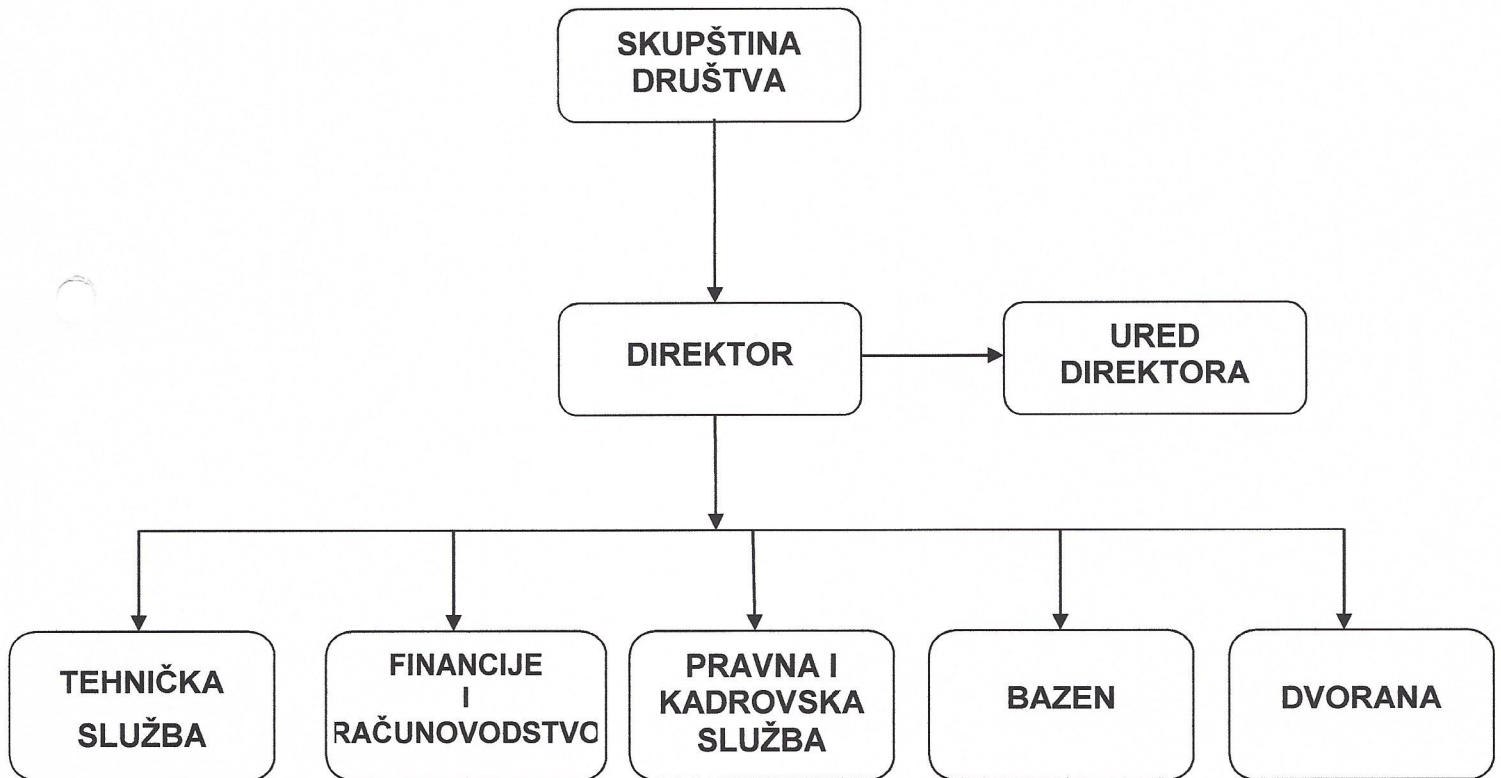 SKUPŠTINA
DRUŠTVA
DIREKTOR
URED
DIREKTORA
TEHNIČKA
SLUŽBA
FINANCIJE
I
RAČUNOVODSTVO
PRAVNA I
KADROVSKA
SLUŽBA
BAZEN
DVORANA